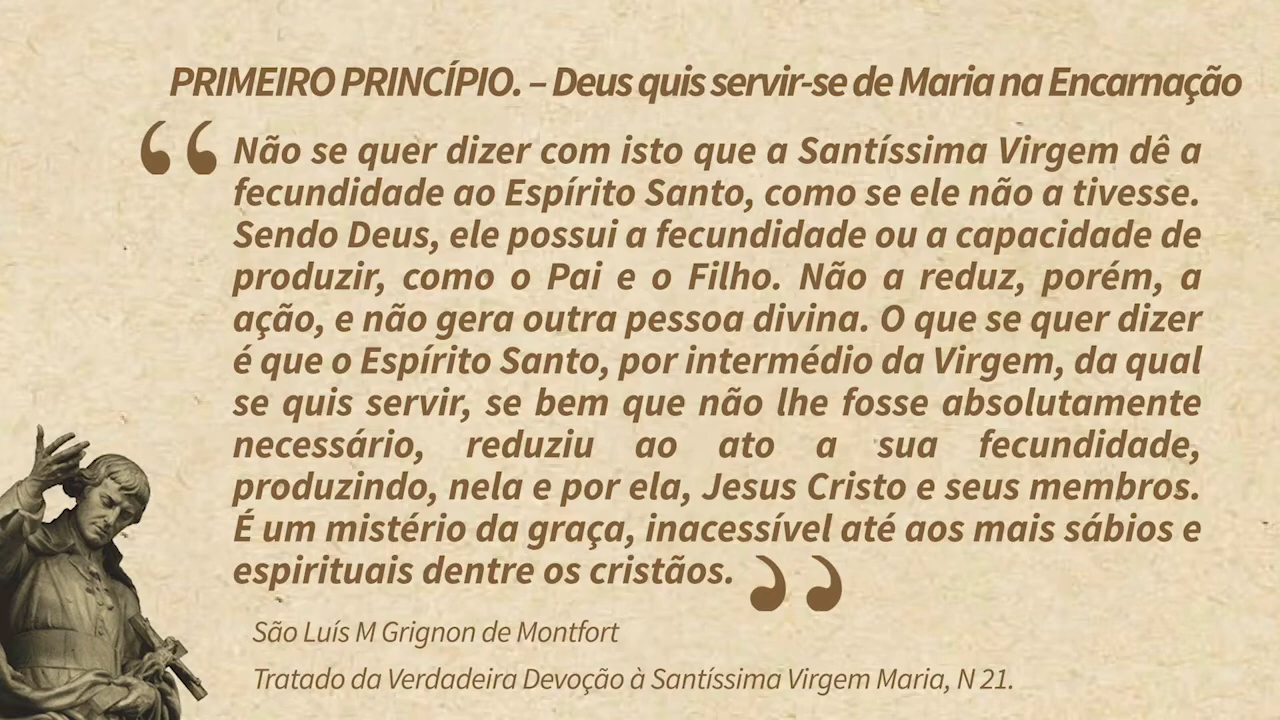 PRIMEIRO PRINCÍPIO. – Deus quis servir-se de Maria na Encarnação
“ Não se quer dizer com isto que a Santíssima Virgem dê a
fecundidade ao Espírito Santo, como se ele não a tivesse.
Sendo Deus, ele possui a fecundidade ou a capacidade de
produzir, como o Pai e o Filho. Não a reduz, porém, a
ação, e não gera outra pessoa divina. O que se quer dizer
é que o Espírito Santo, por intermédio da Virgem, da qual
se quis servir, se bem que não lhe fosse absolutamente
necessário, reduziu ao ato a sua fecundidade,
produzindo, nela e por ela, Jesus Cristo e seus membros.
É um mistério da graça, inacessível até aos mais sábios e
espirituais dentre os cristãos. ”
São Luís M Grignon de Montfort
Tratado da Verdadeira Devoção à Santíssima Virgem Maria, N 21.